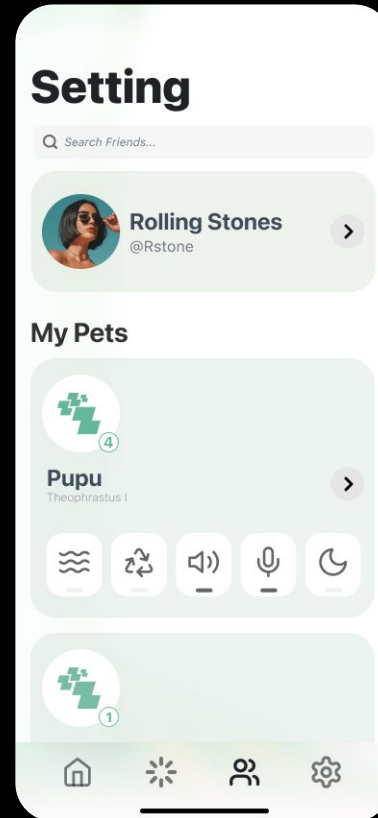 Setting
Search Friends...
Rolling Stones
@Rstone
My Pets
4
Pupu
Theophrastus I
1